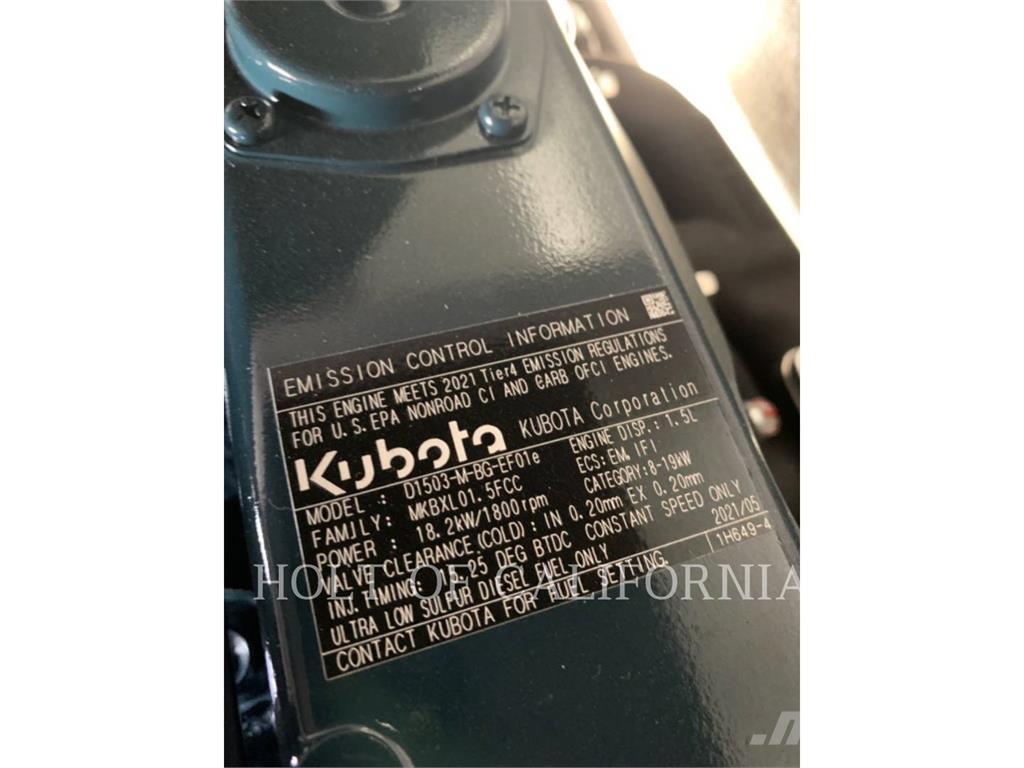 EMISSION CONTROL INFORMATION
THIS ENGINE MEETS 2021 Tier4 EMISSION REGULATIONS
FOR U.S. EPA NONROAD CI AND CARB OFCI ENGINES.
Kubota KUBOTA Corporation
MODEL : D1503-M-BG-EF01e ENGINE DISP.: 1.5L
FAMILY: MKBXL01.5FCC ECS: EM, IFI
POWER : 18.2kW/1800rpm CATEGORY:8-19kW
VALVE CLEARANCE(COLD): IN 0.20mm EX 0.20mm
INJ.TIMING: .25 DEG BTDC CONSTANT SPEED ONLY
ULTRA LOW SULFUR DIESEL FUEL ONLY 2021/05
CONTACT KUBOTA FOR FUEL SETTING. 1H649-4
HOLT OF CALIFORNIA